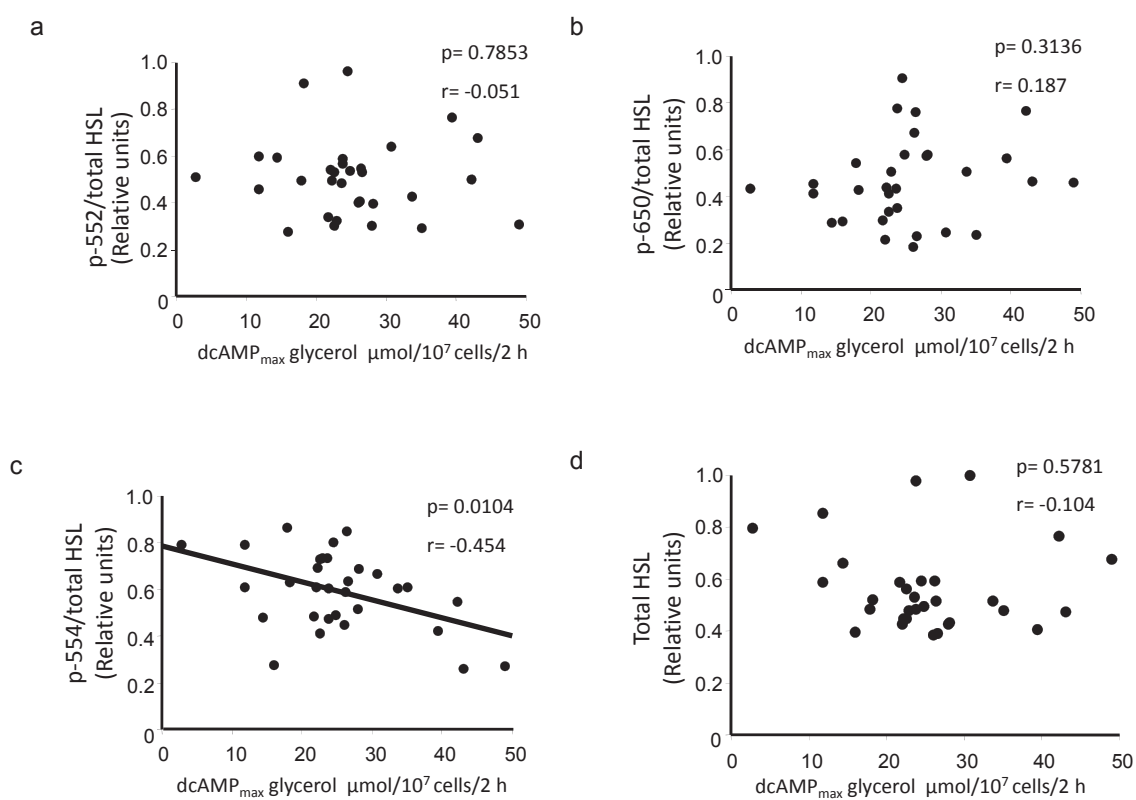 a
p= 0.7853
r= -0.051
p-552/total HSL
(Relative units)
1.0
0.8
0.6
0.4
0.2
0
0 10 20 30 40 50
dcAMPmax glycerol μmol/10⁷ cells/2 h
b
p= 0.3136
r= 0.187
p-650/total HSL
(Relative units)
1.0
0.8
0.6
0.4
0.2
0
0 10 20 30 40 50
dcAMPmax glycerol μmol/10⁷ cells/2 h
c
p= 0.0104
r= -0.454
p-554/total HSL
(Relative units)
1.0
0.8
0.6
0.4
0.2
0
0 10 20 30 40 50
dcAMPmax glycerol μmol/10⁷ cells/2 h
d
p= 0.5781
r= -0.104
Total HSL
(Relative units)
1.0
0.8
0.6
0.4
0.2
0
0 10 20 30 40 50
dcAMPmax glycerol μmol/10⁷ cells/2 h